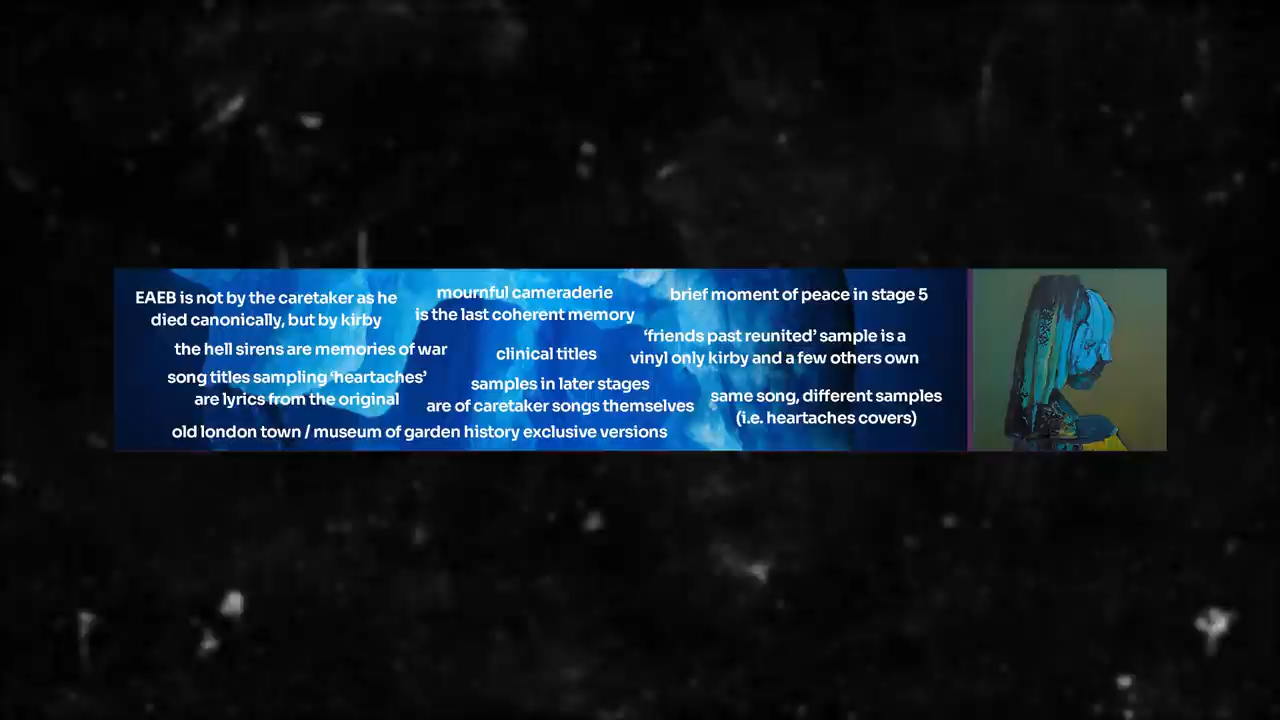 EAEB is not by the caretaker as he
died canonically, but by kirby
mournful cameraderie
is the last coherent memory
brief moment of peace in stage 5
the hell sirens are memories of war
clinical titles
‘friends past reunited’ sample is a
vinyl only kirby and a few others own
song titles sampling ‘heartaches’
are lyrics from the original
samples in later stages
are of caretaker songs themselves
same song, different samples
(i.e. heartaches covers)
old london town / museum of garden history exclusive versions